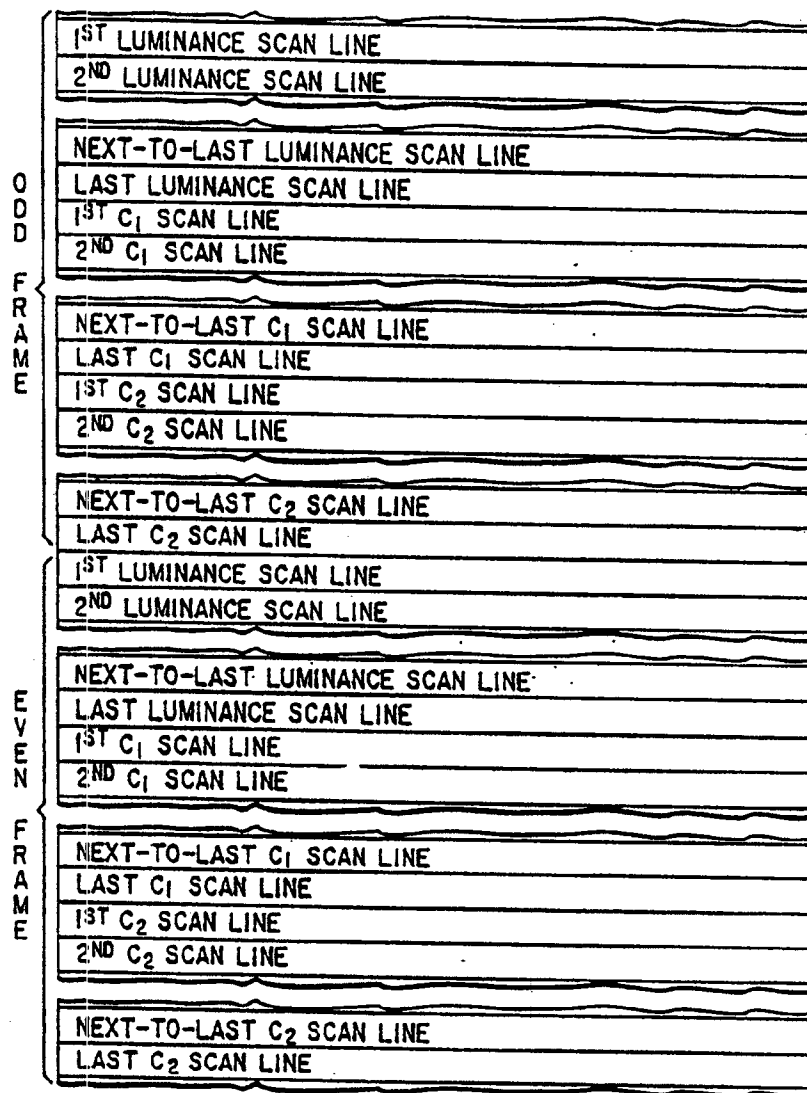 1ST LUMINANCE SCAN LINE
2ND LUMINANCE SCAN LINE
NEXT-TO-LAST LUMINANCE SCAN LINE
LAST LUMINANCE SCAN LINE
1ST C1 SCAN LINE
2ND C1 SCAN LINE
NEXT-TO-LAST C1 SCAN LINE
LAST C1 SCAN LINE
1ST C2 SCAN LINE
2ND C2 SCAN LINE
NEXT-TO-LAST C2 SCAN LINE
LAST C2 SCAN LINE
ODD FRAME
1ST LUMINANCE SCAN LINE
2ND LUMINANCE SCAN LINE
NEXT-TO-LAST LUMINANCE SCAN LINE
LAST LUMINANCE SCAN LINE
1ST C1 SCAN LINE
2ND C1 SCAN LINE
NEXT-TO-LAST C1 SCAN LINE
LAST C1 SCAN LINE
1ST C2 SCAN LINE
2ND C2 SCAN LINE
NEXT-TO-LAST C2 SCAN LINE
LAST C2 SCAN LINE
EVEN FRAME